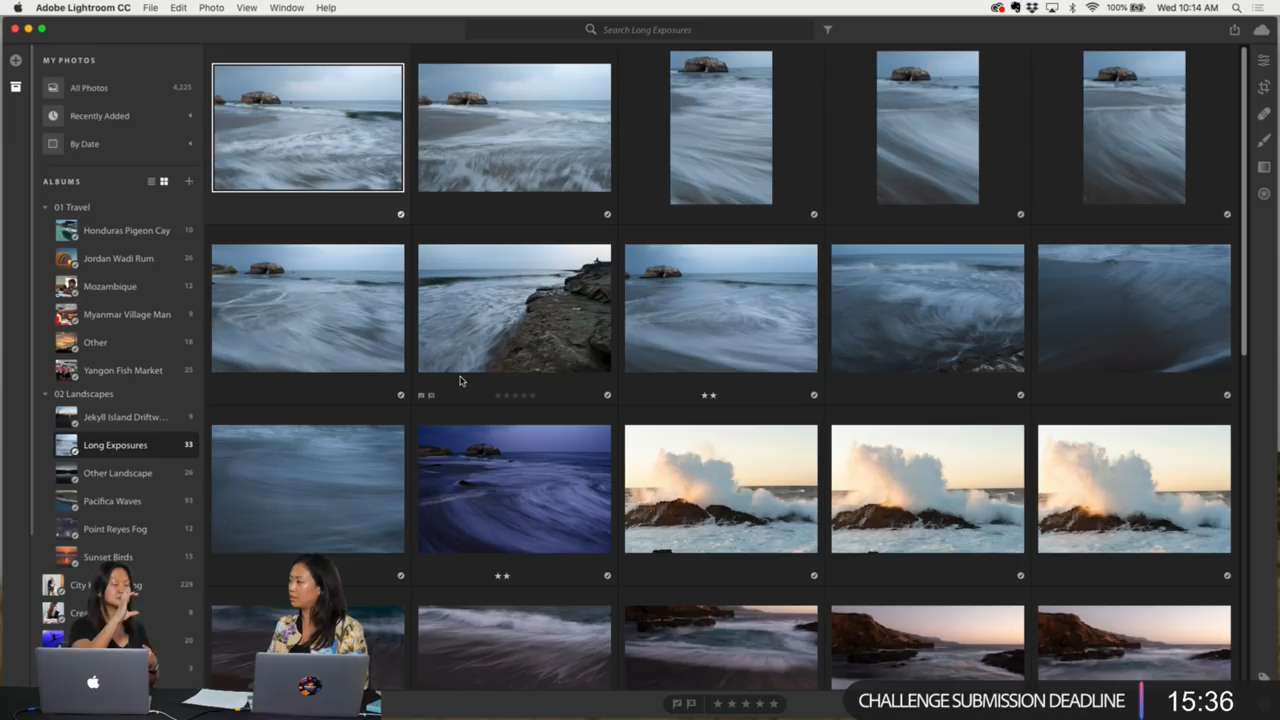 Adobe Lightroom CC File Edit Photo View Window Help 100% Wed 10:14 AM
Search Long Exposures
MY PHOTOS
All Photos 4,225
Recently Added
By Date
ALBUMS
01 Travel
Honduras Pigeon Cay 10
Jordan Wadi Rum 26
Mozambique 12
Myanmar Village Man 9
Other 18
Yangon Fish Market 25
02 Landscapes
Jekyll Island Driftw... 9
Long Exposures 33
Other Landscape 26
Pacifica Waves 93
Point Reyes Fog 12
Sunset Birds 15
City 229
Cre 8
20
3
CHALLENGE SUBMISSION DEADLINE 15:36